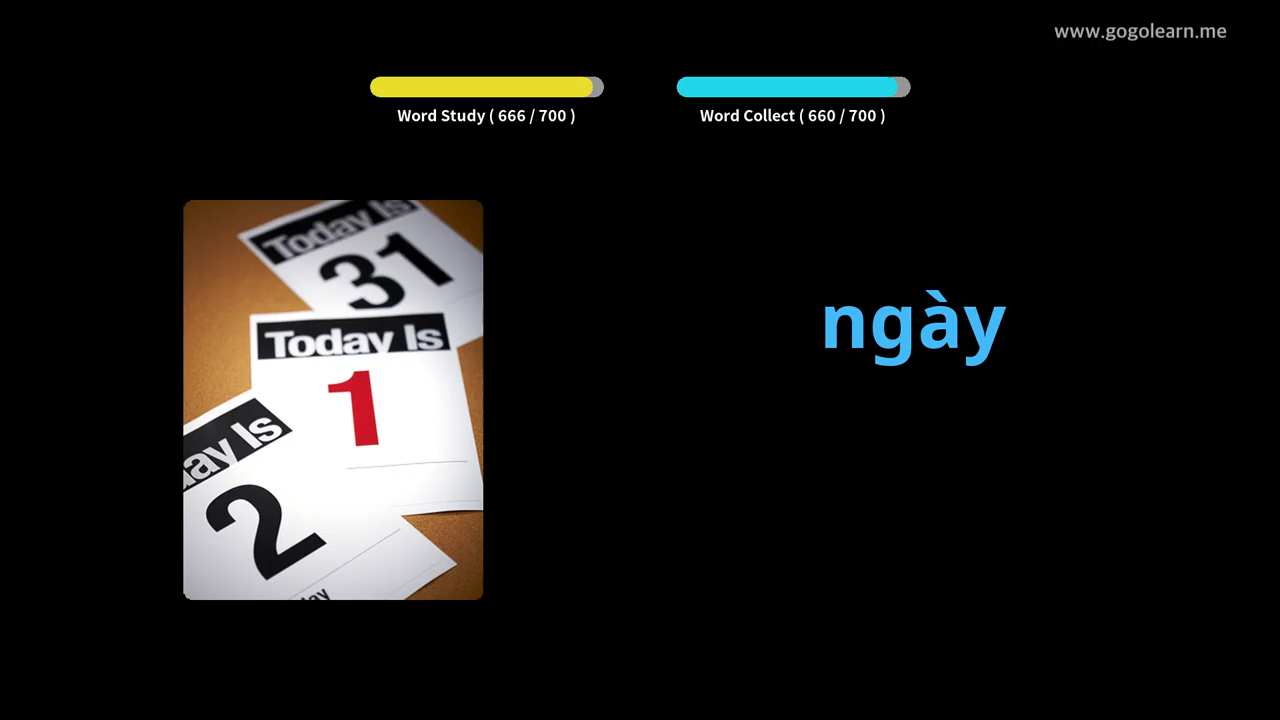 www.gogolearn.me
Word Study ( 666 / 700 )
Word Collect ( 660 / 700 )
Today Is
31
Today Is
1
ngày
ay Is
2